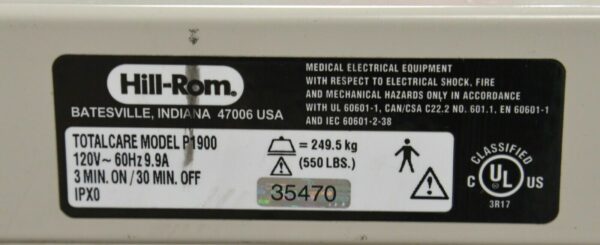 Hill-Rom®
BATESVILLE, INDIANA 47006 USA
MEDICAL ELECTRICAL EQUIPMENT
WITH RESPECT TO ELECTRICAL SHOCK, FIRE
AND MECHANICAL HAZARDS ONLY IN ACCORDANCE
WITH UL 60601-1, CAN/CSA C22.2 NO. 601.1, EN 60601-1
AND IEC 60601-2-38
TOTALCARE MODEL P1900
120V~ 60Hz 9.9A
3 MIN. ON / 30 MIN. OFF
IPX0
= 249.5 kg
(550 LBS.)
35470
CLASSIFIED
C UL US
®
3R17